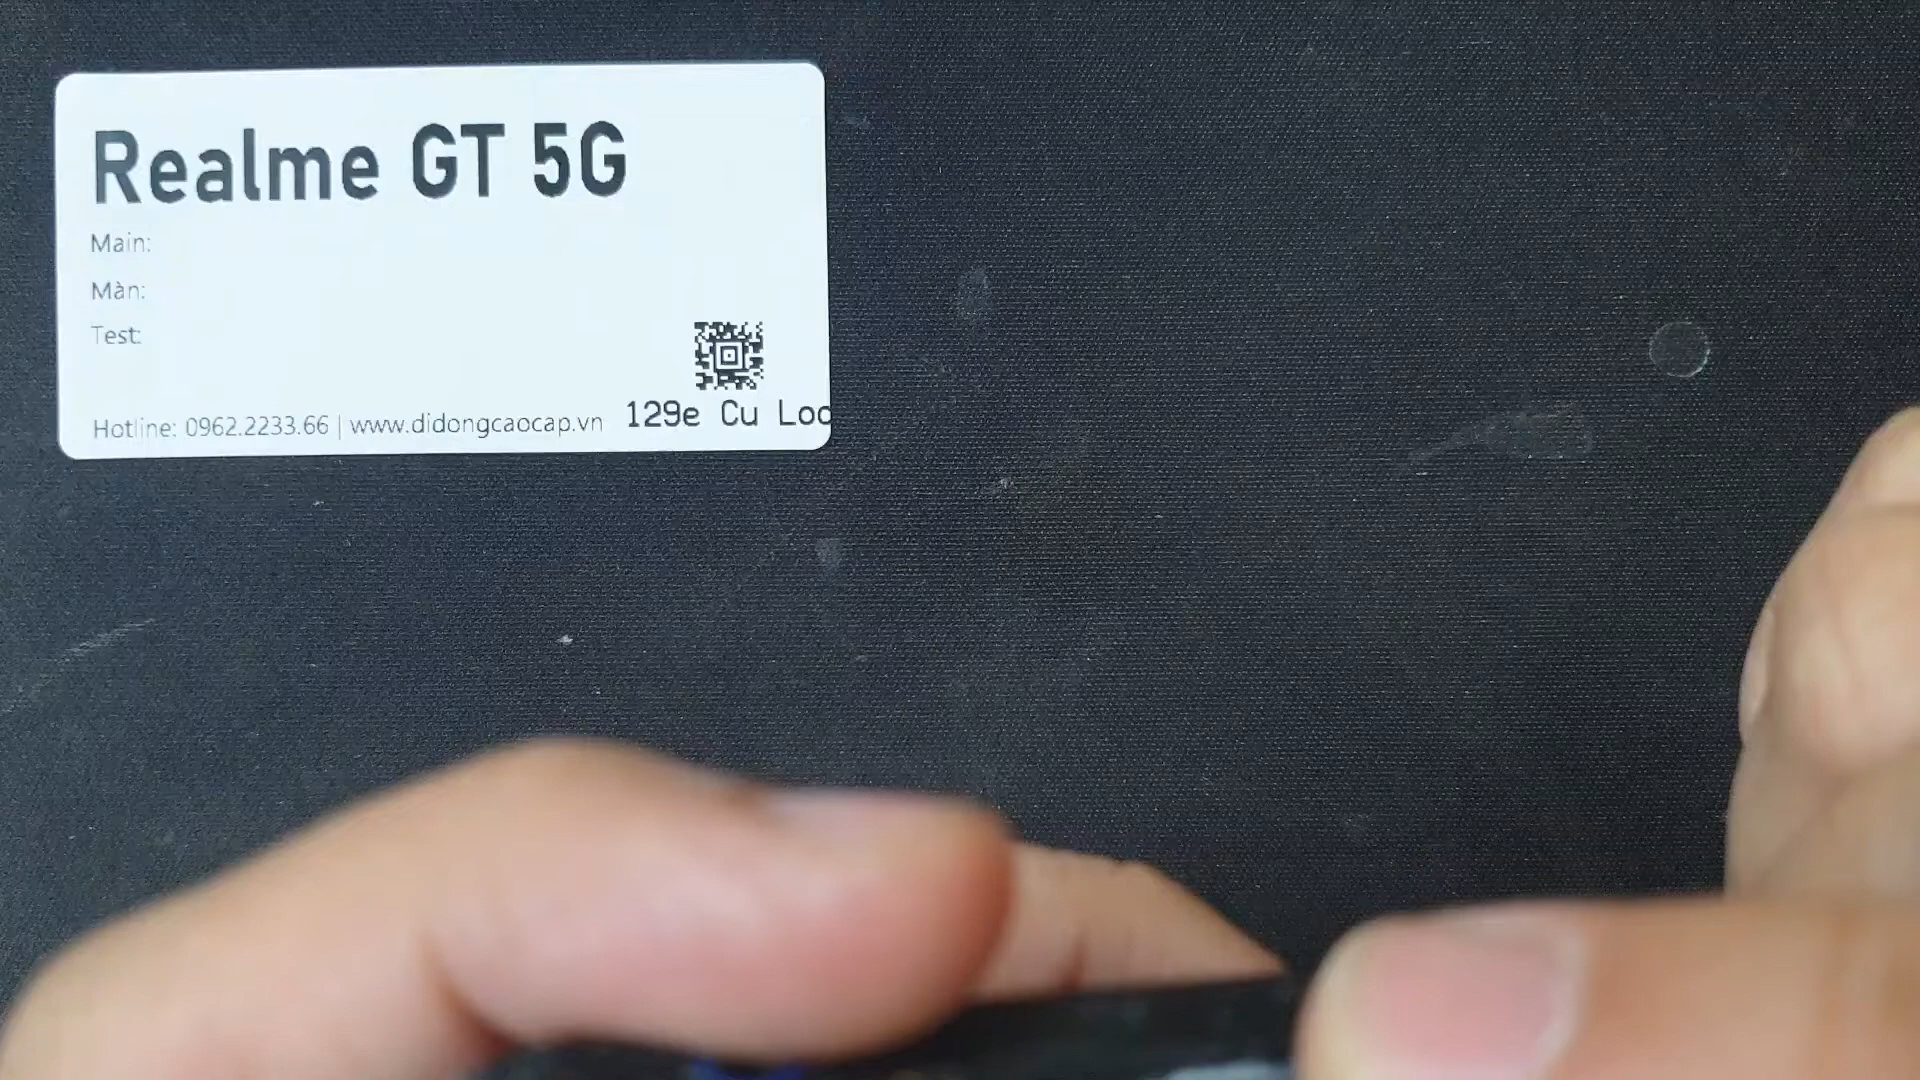 Realme GT 5G
Main:
Màn:
Test:
Hotline: 0962.2233.66 | www.didongcaocap.vn 129e Cu Loc